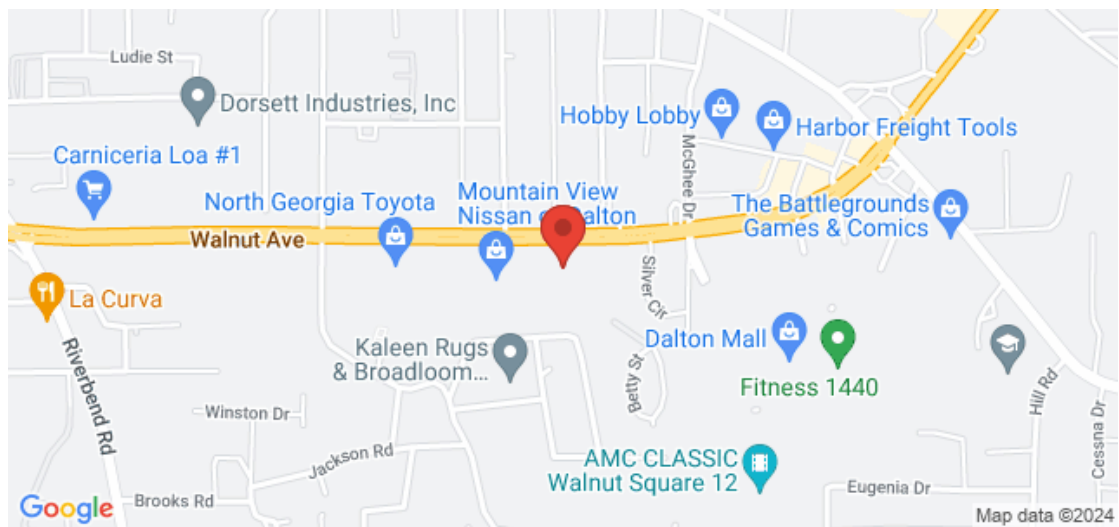 Ludie St
Dorsett Industries, Inc
Hobby Lobby
Harbor Freight Tools
McGhee Dr
Carniceria Loa #1
North Georgia Toyota
Mountain View
Nissan of Dalton
The Battlegrounds
Games & Comics
Walnut Ave
Silver Cir
La Curva
Riverbend Rd
Kaleen Rugs
& Broadloom...
Betty St
Dalton Mall
Fitness 1440
Hill Rd
Cessna Dr
Winston Dr
Jackson Rd
AMC CLASSIC
Walnut Square 12
Eugenia Dr
Brooks Rd
Google
Map data ©2024